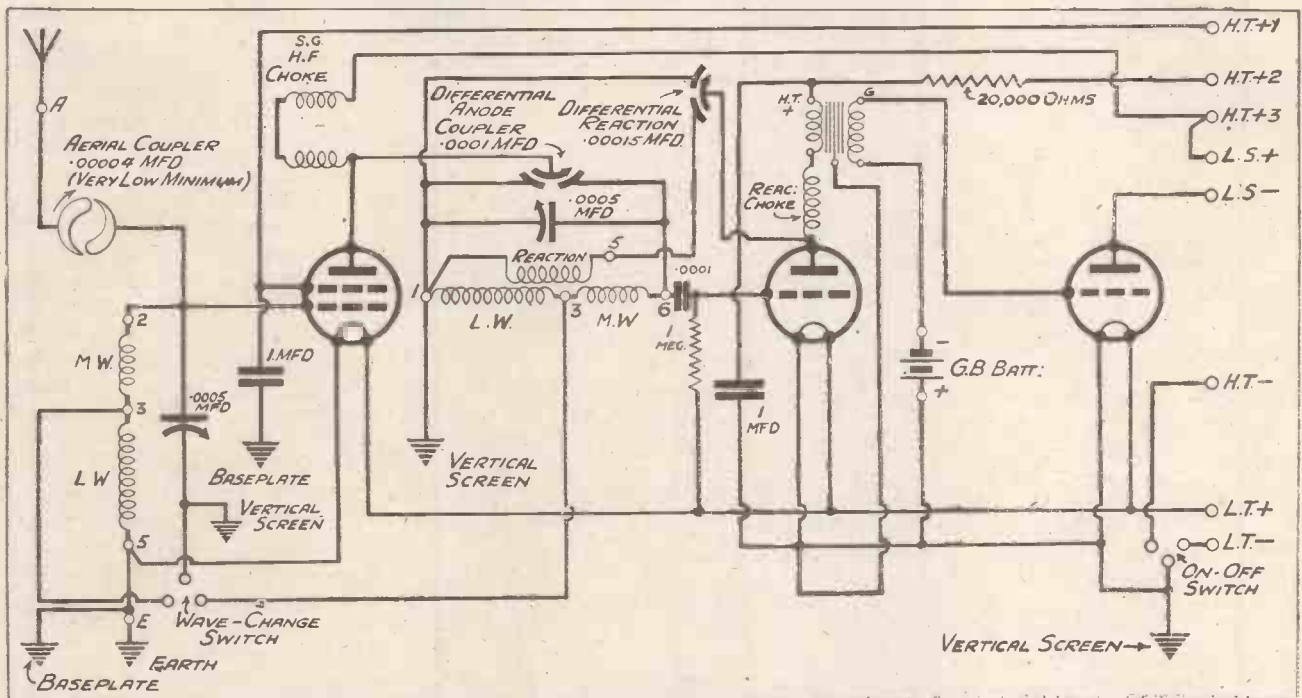 A
AERIAL COUPLER
.00004 MFD
(VERY LOW MINIMUM)
2
M.W.
3
L.W
5
E
BASEPLATE
EARTH
.0005
MFD
VERTICAL
SCREEN
WAVE-CHANGE
SWITCH
S.G.
H.F
CHOKE
1.MFD
BASEPLATE
DIFFERENTIAL
ANODE
COUPLER
.0001 MFD
DIFFERENTIAL
REACTION
.00015 MFD.
.0005
MFD
REACTION
5
1
L.W.
3
M.W
6
.0001
1
MEG.
VERTICAL
SCREEN
H.T.
+
G
REAC:
CHOKE
1
MFD
20,000 OHMS
-
G.B BATT:
+
H.T.+1
H.T.+2
H.T.+3
L.S.+
L.S-
H.T.-
L.T.+
L.T.-
ON-OFF
SWITCH
VERTICAL SCREEN